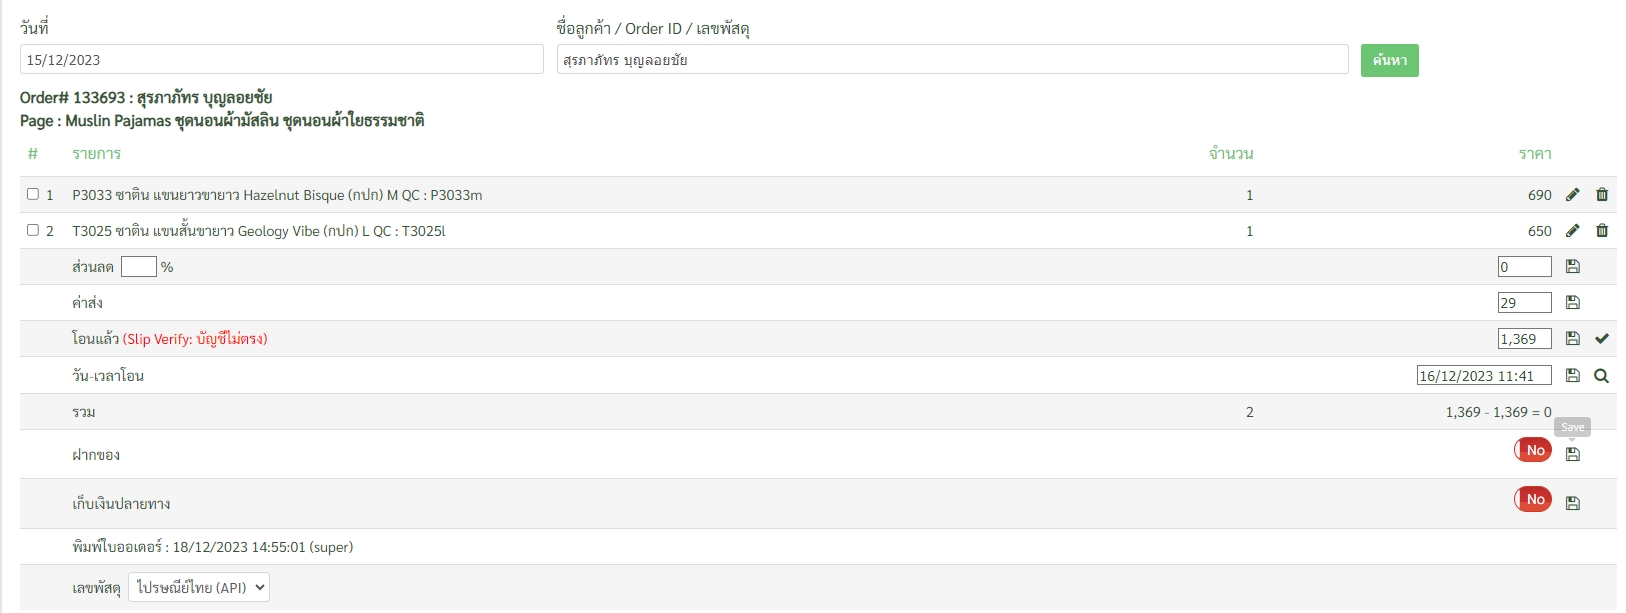 วันที่ ชื่อลูกค้า / Order ID / เลขพัสดุ
15/12/2023 สุรภาภัทร บุญลอยชัย ค้นหา
Order# 133693 : สุรภาภัทร บุญลอยชัย
Page : Muslin Pajamas ชุดนอนผ้ามัสลิน ชุดนอนผ้าใยธรรมชาติ
# รายการ จำนวน ราคา
1 P3033 ซาติน แขนยาวขายาว Hazelnut Bisque (กปก) M QC : P3033m 1 690
2 T3025 ซาติน แขนสั้นขายาว Geology Vibe (กปก) L QC : T3025l 1 650
ส่วนลด % 0
ค่าส่ง 29
โอนแล้ว (Slip Verify: บัญชีไม่ตรง) 1,369
วัน-เวลาโอน 16/12/2023 11:41
รวม 2 1,369 - 1,369 = 0
Save
ฝากของ No
เก็บเงินปลายทาง No
พิมพ์ใบออเดอร์ : 18/12/2023 14:55:01 (super)
เลขพัสดุ ไปรษณีย์ไทย (API)